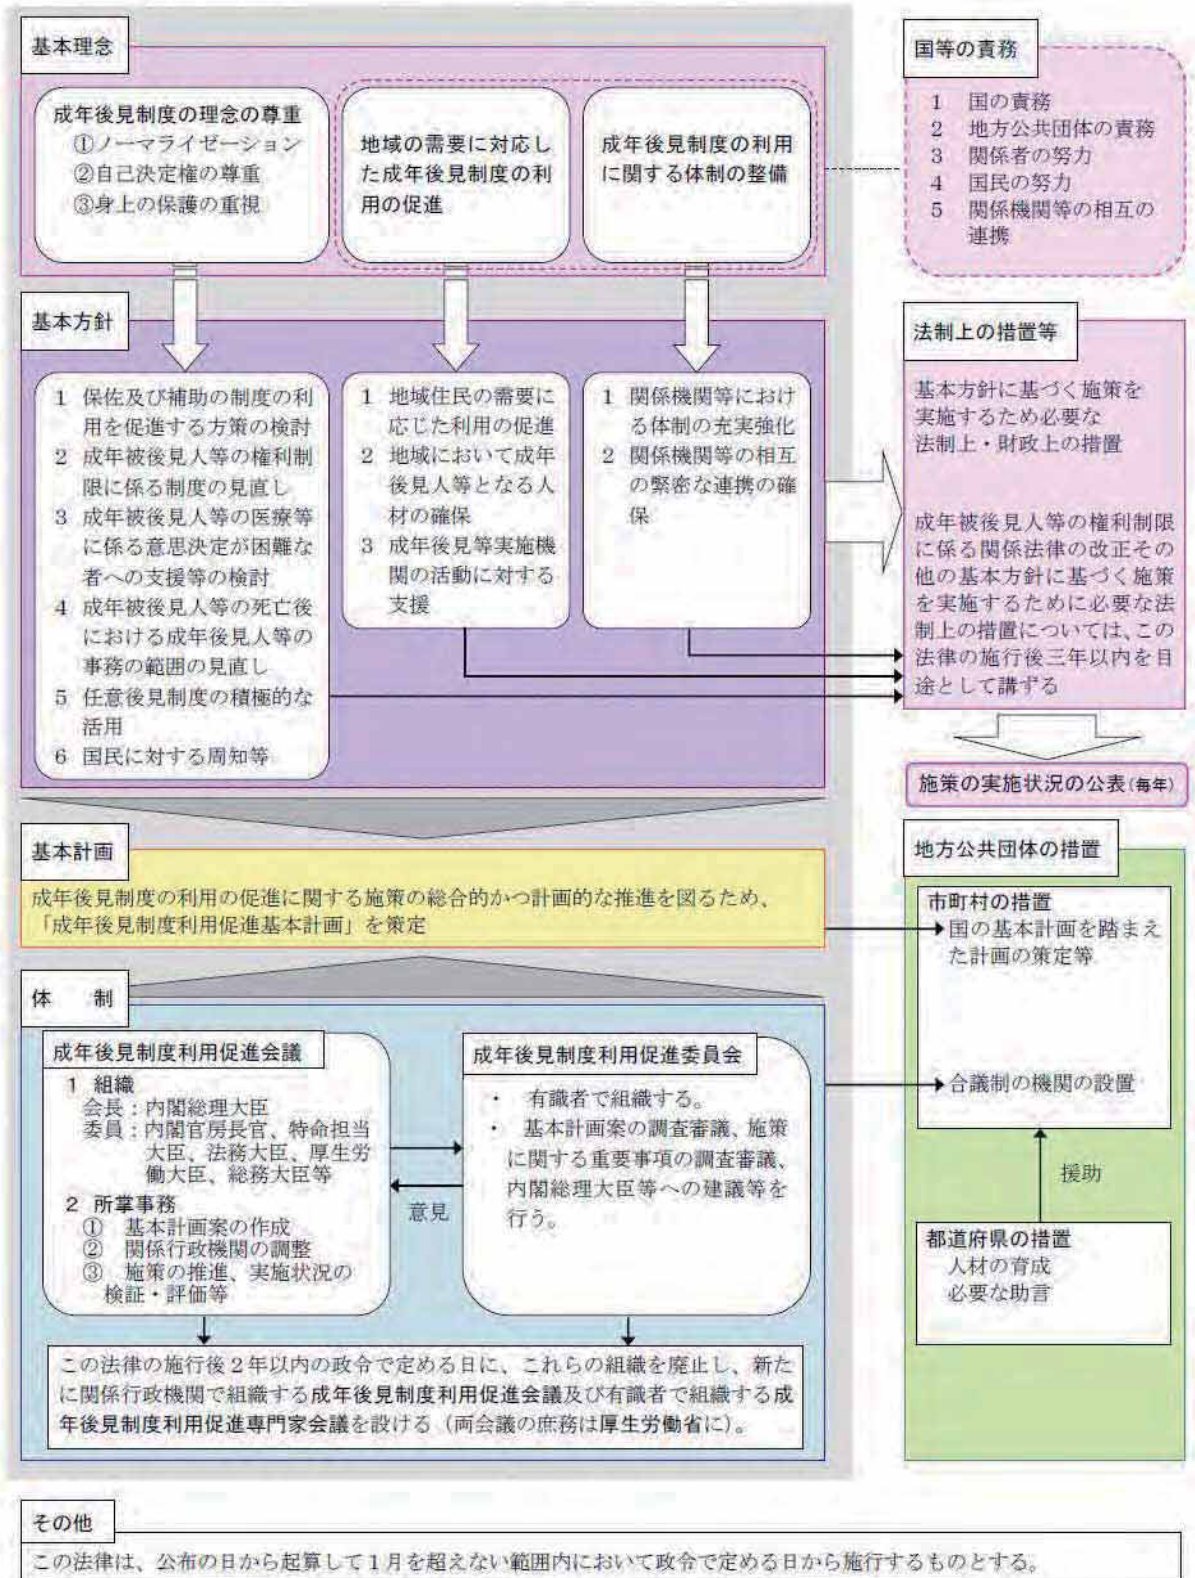 基本理念
成年後見制度の理念の尊重
①ノーマライゼーション
②自己決定権の尊重
③身上の保護の重視
地域の需要に対応し
た成年後見制度の利
用の促進
成年後見制度の利用
に関する体制の整備
国等の責務
1 国の責務
2 地方公共団体の責務
3 関係者の努力
4 国民の努力
5 関係機関等の相互の
連携
基本方針
1 保佐及び補助の制度の利
用を促進する方策の検討
2 成年被後見人等の権利制
限に係る制度の見直し
3 成年被後見人等の医療等
に係る意思決定が困難な
者への支援等の検討
4 成年被後見人等の死亡後
における成年後見人等の
事務の範囲の見直し
5 任意後見制度の積極的な
活用
6 国民に対する周知等
1 地域住民の需要に
応じた利用の促進
2 地域において成年
後見人等となる人
材の確保
3 成年後見等実施機
関の活動に対する
支援
1 関係機関等におけ
る体制の充実強化
2 関係機関等の相互
の緊密な連携の確
保
法制上の措置等
基本方針に基づく施策を
実施するため必要な
法制上・財政上の措置
成年被後見人等の権利制限
に係る関係法律の改正その
他の基本方針に基づく施策
を実施するために必要な法
制上の措置については、この
法律の施行後三年以内を目
途として講ずる
施策の実施状況の公表(毎年)
基本計画
成年後見制度の利用の促進に関する施策の総合的かつ計画的な推進を図るため、
「成年後見制度利用促進基本計画」を策定
体 制
成年後見制度利用促進会議
1 組織
会長：内閣総理大臣
委員：内閣官房長官、特命担当
大臣、法務大臣、厚生労
働大臣、総務大臣等
2 所掌事務
① 基本計画案の作成
② 関係行政機関の調整
③ 施策の推進、実施状況の
検証・評価等
意見
成年後見制度利用促進委員会
・ 有識者で組織する。
・ 基本計画案の調査審議、施策
に関する重要事項の調査審議、
内閣総理大臣等への建議等を
行う。
この法律の施行後２年以内の政令で定める日に、これらの組織を廃止し、新た
に関係行政機関で組織する成年後見制度利用促進会議及び有識者で組織する成
年後見制度利用促進専門家会議を設ける（両会議の庶務は厚生労働省に）。
地方公共団体の措置
市町村の措置
国の基本計画を踏まえ
た計画の策定等
合議制の機関の設置
援助
都道府県の措置
人材の育成
必要な助言
その他
この法律は、公布の日から起算して１月を超えない範囲内において政令で定める日から施行するものとする。